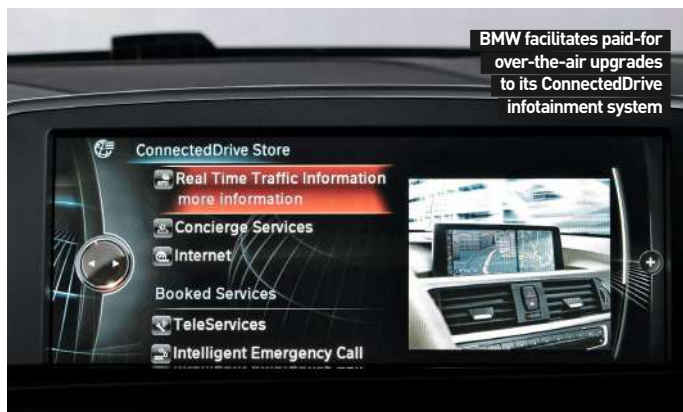 BMW facilitates paid-for
over-the-air upgrades
to its ConnectedDrive
infotainment system
ConnectedDrive Store
Real Time Traffic Information
more information
Concierge Services
Internet
Booked Services
TeleServices
Intelligent Emergency Call